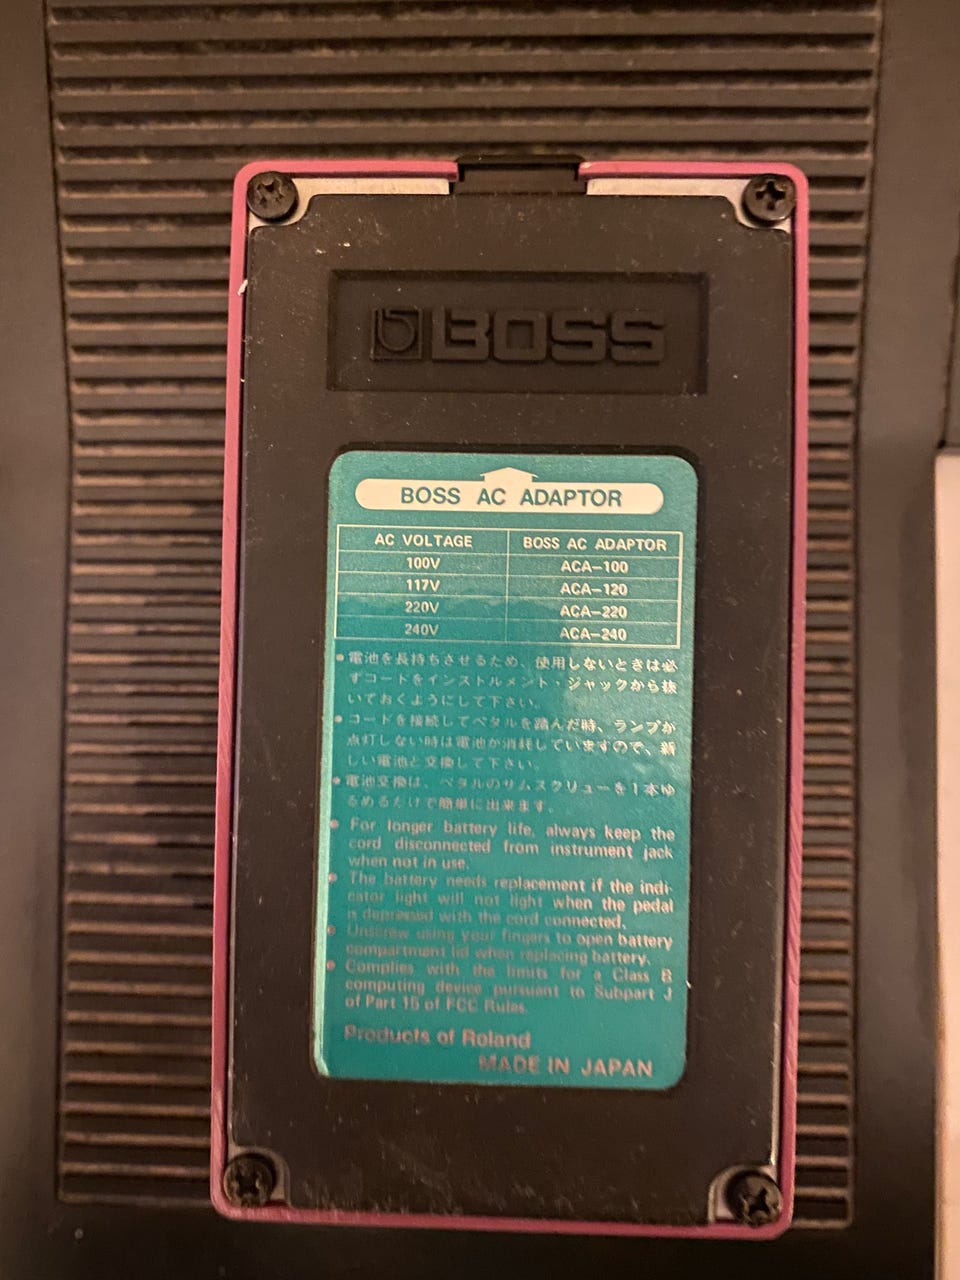 BOSS
BOSS AC ADAPTOR
AC VOLTAGE BOSS AC ADAPTOR
100V ACA-100
117V ACA-120
220V ACA-220
240V ACA-240
• 電池を長持ちさせるため、使用しないときは必
ずコードをインストルメント・ジャックから抜
いておくようにして下さい。
• コードを接続してペタルを踏んだ時、ランプが
点灯しない時は電池が消耗していますので、新
しい電池と交換して下さい。
• 電池交換は、ペタルのサムスクリューを1本ゆ
るめるだけで簡単に出来ます。
• For longer battery life, always keep the
cord disconnected from instrument jack
when not in use.
• The battery needs replacement if the indi-
cator light will not light when the pedal
is depressed with the cord connected.
• Unscrew using your fingers to open battery
compartment lid when replacing battery.
• Complies with the limits for a Class B
computing device pursuant to Subpart J
of Part 15 of FCC Rules.
Products of Roland
MADE IN JAPAN